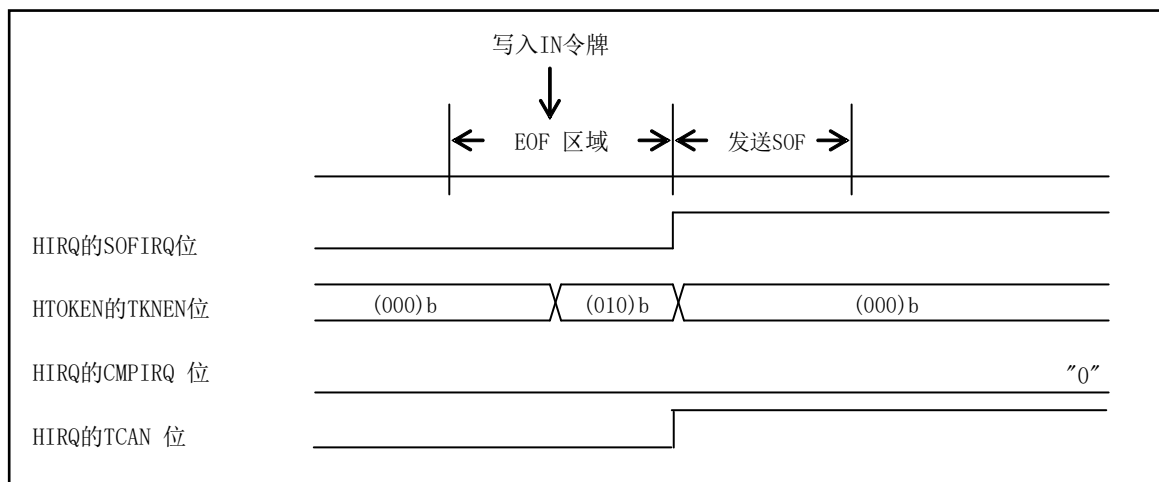 写入IN令牌
EOF 区域
发送SOF
HIRQ的SOFIRQ位
HTOKEN的TKNEN位
(000)b
(010)b
(000)b
HIRQ的CMPIRQ 位
"0"
HIRQ的TCAN 位